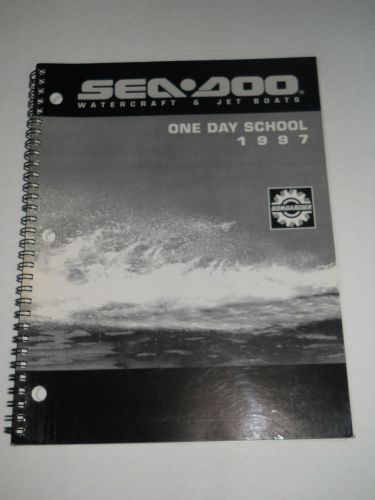 SEA•DOO®
WATERCRAFT & JET BOATS
ONE DAY SCHOOL
1997
BOMBARDIER